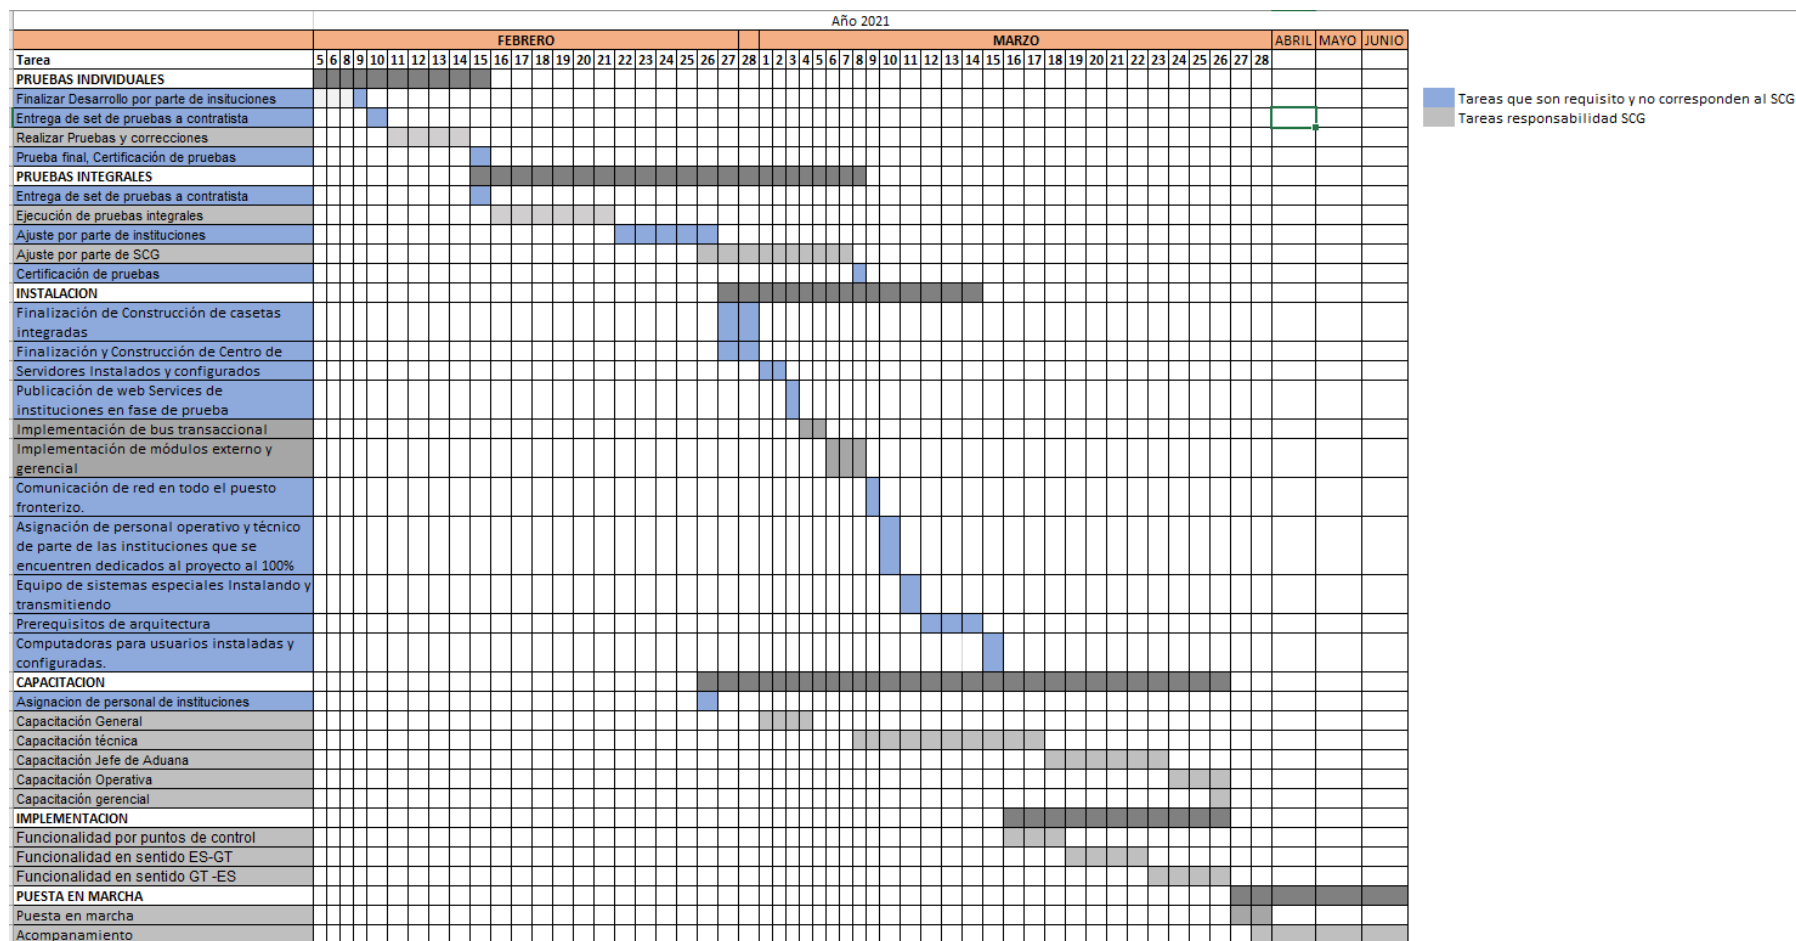 Año 2021
FEBRERO MARZO ABRIL MAYO JUNIO
Tarea 5 6 8 9 10 11 12 13 14 15 16 17 18 19 20 21 22 23 24 25 26 27 28 1 2 3 4 5 6 7 8 9 10 11 12 13 14 15 16 17 18 19 20 21 22 23 24 25 26 27 28
PRUEBAS INDIVIDUALES
Finalizar Desarrollo por parte de insituciones
Tareas que son requisito y no corresponden al SCG
Entrega de set de pruebas a contratista
Tareas responsabilidad SCG
Realizar Pruebas y correcciones
Prueba final, Certificación de pruebas
PRUEBAS INTEGRALES
Entrega de set de pruebas a contratista
Ejecución de pruebas integrales
Ajuste por parte de instituciones
Ajuste por parte de SCG
Certificación de pruebas
INSTALACION
Finalización de Construcción de casetas
integradas
Finalización y Construcción de Centro de
Servidores Instalados y configurados
Publicación de web Services de
instituciones en fase de prueba
Implementación de bus transaccional
Implementación de módulos externo y
gerencial
Comunicación de red en todo el puesto
fronterizo.
Asignación de personal operativo y técnico
de parte de las instituciones que se
encuentren dedicados al proyecto al 100%
Equipo de sistemas especiales Instalando y
transmitiendo
Prerequisitos de arquitectura
Computadoras para usuarios instaladas y
configuradas.
CAPACITACION
Asignacion de personal de instituciones
Capacitación General
Capacitación técnica
Capacitación Jefe de Aduana
Capacitación Operativa
Capacitación gerencial
IMPLEMENTACION
Funcionalidad por puntos de control
Funcionalidad en sentido ES-GT
Funcionalidad en sentido GT -ES
PUESTA EN MARCHA
Puesta en marcha
Acompanamiento